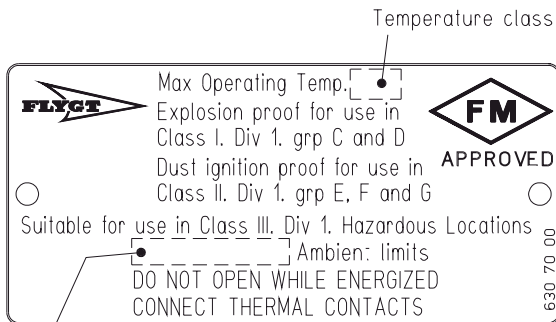 Temperature class
Max Operating Temp.
FLYGT
Explosion proof for use in
Class I. Div 1. grp C and D
FM
APPROVED
Dust ignition proof for use in
Class II. Div 1. grp E, F and G
Suitable for use in Class III. Div 1. Hazardous Locations
Ambient limits
DO NOT OPEN WHILE ENERGIZED
CONNECT THERMAL CONTACTS
630 70 00